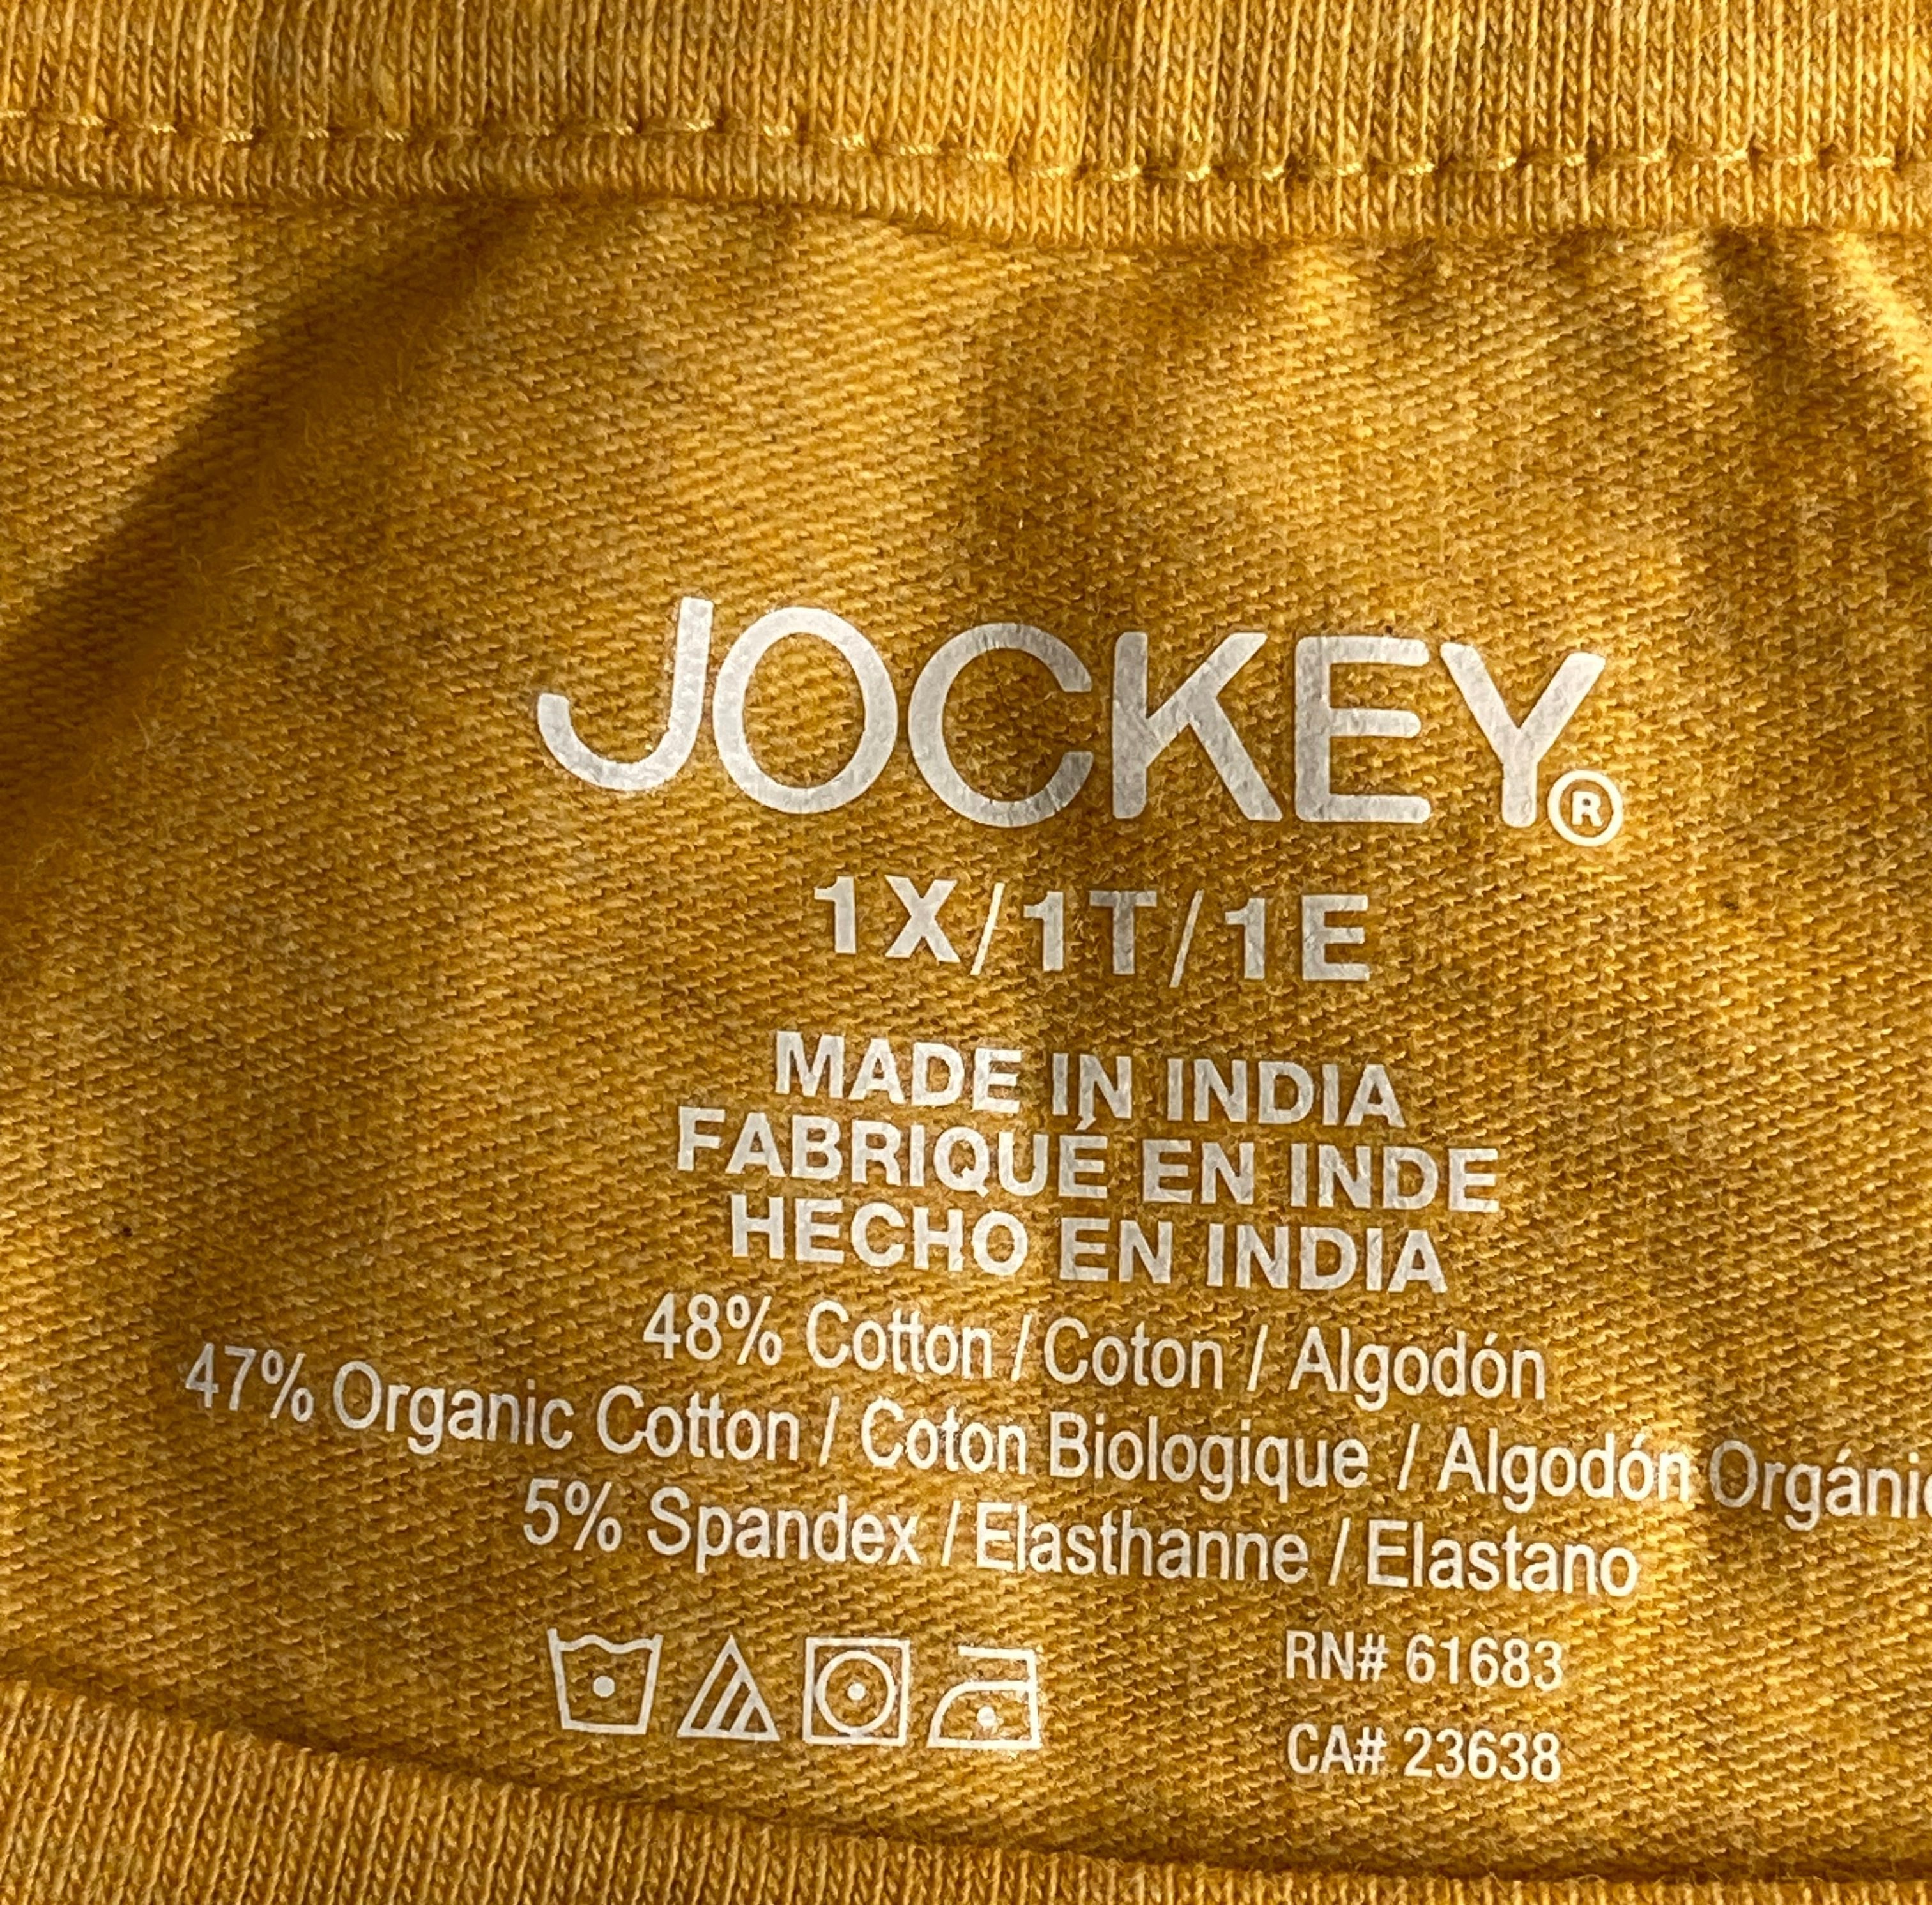 JOCKEY®
1X/1T/1E
MADE IN INDIA
FABRIQUÉ EN INDE
HECHO EN INDIA
48% Cotton / Coton / Algodón
47% Organic Cotton / Coton Biologique / Algodón Orgáni
5% Spandex / Elasthanne / Elastano
RN# 61683
CA# 23638